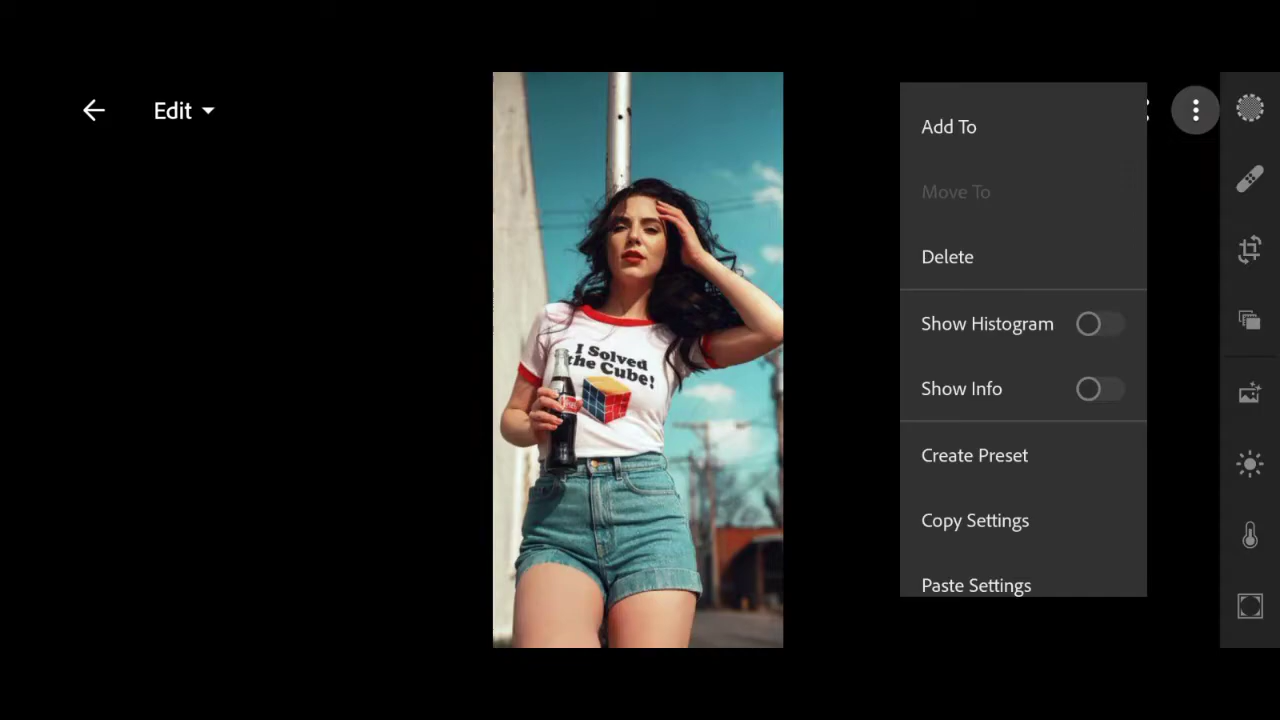 Edit
Add To
Move To
Delete
Show Histogram
Show Info
Create Preset
Copy Settings
Paste Settings
I Solved
the Cube!